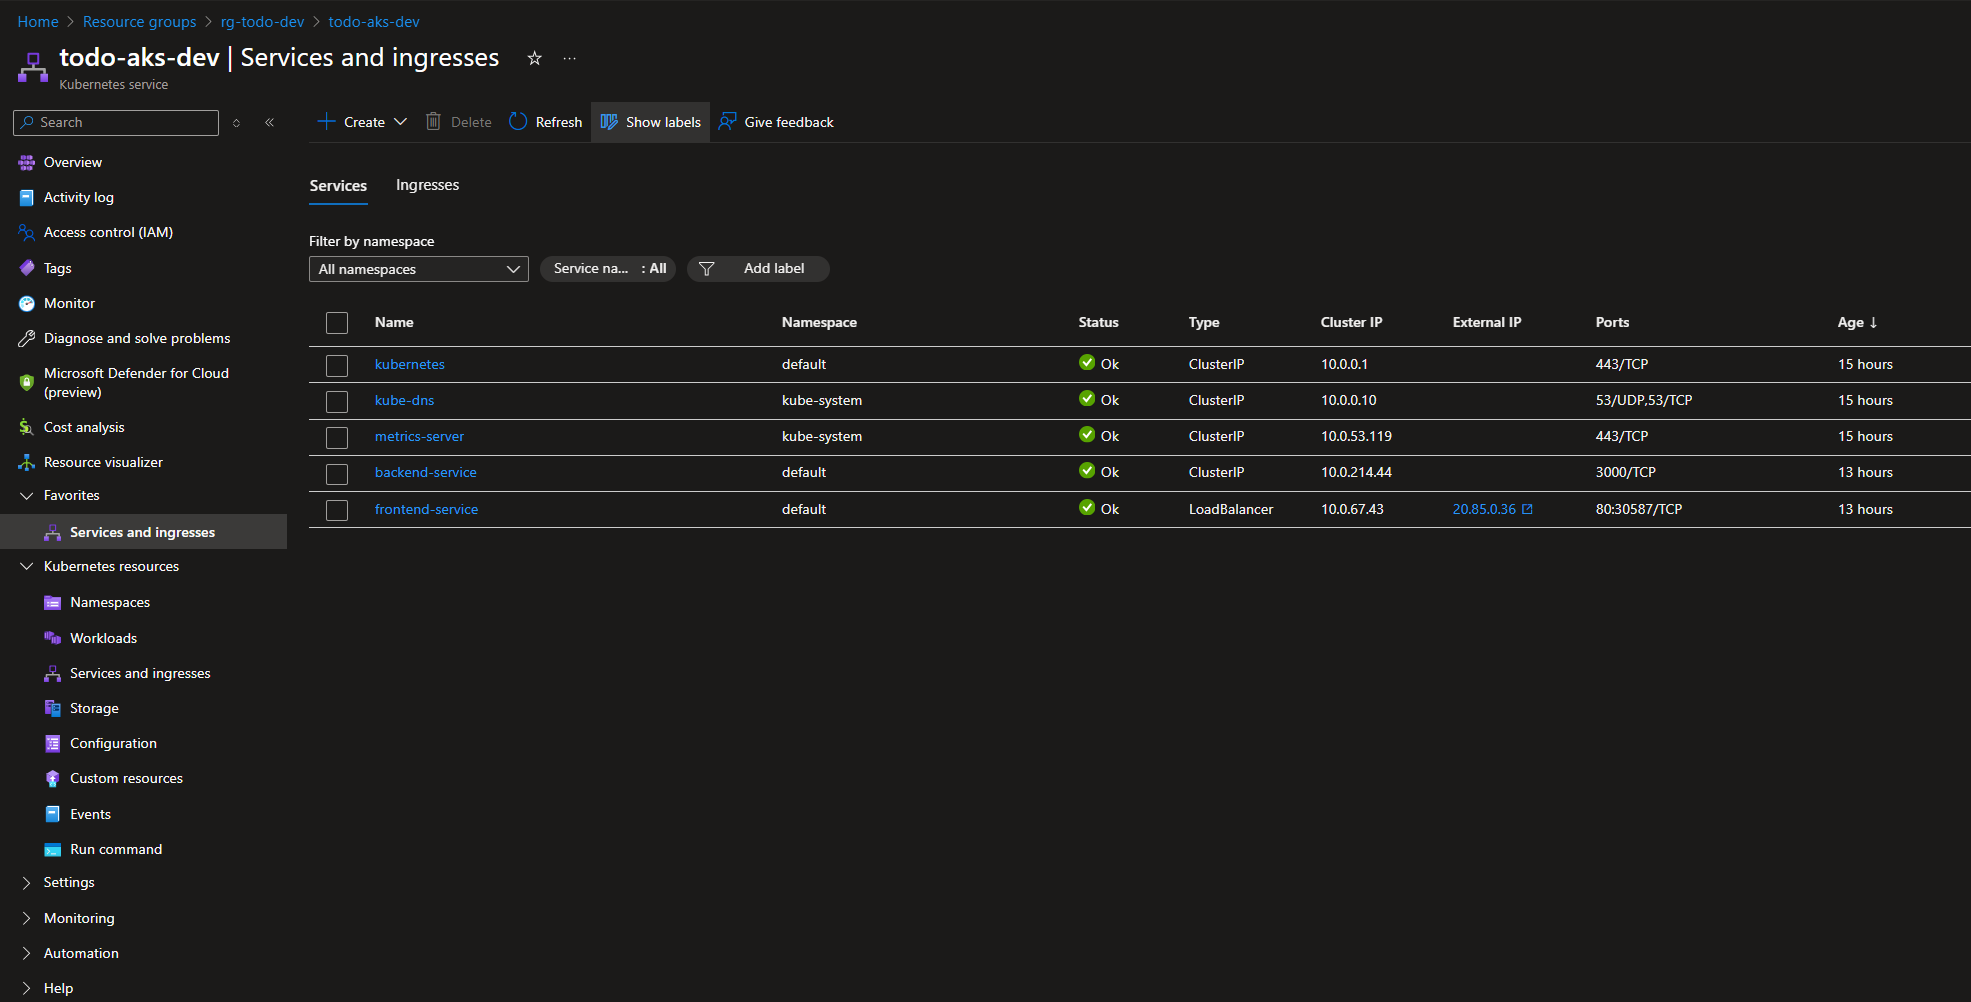 Home > Resource groups > rg-todo-dev > todo-aks-dev
todo-aks-dev | Services and ingresses
Kubernetes service
Search
Create
Delete
Refresh
Show labels
Give feedback
Overview
Activity log
Access control (IAM)
Tags
Monitor
Diagnose and solve problems
Microsoft Defender for Cloud
(preview)
Cost analysis
Resource visualizer
Favorites
Services and ingresses
Kubernetes resources
Namespaces
Workloads
Services and ingresses
Storage
Configuration
Custom resources
Events
Run command
Settings
Monitoring
Automation
Help
Services Ingresses
Filter by namespace
All namespaces
Service na... : All
Add label
Name Namespace Status Type Cluster IP External IP Ports Age ↓
kubernetes default Ok ClusterIP 10.0.0.1 443/TCP 15 hours
kube-dns kube-system Ok ClusterIP 10.0.0.10 53/UDP,53/TCP 15 hours
metrics-server kube-system Ok ClusterIP 10.0.53.119 443/TCP 15 hours
backend-service default Ok ClusterIP 10.0.214.44 3000/TCP 13 hours
frontend-service default Ok LoadBalancer 10.0.67.43 20.85.0.36 80:30587/TCP 13 hours